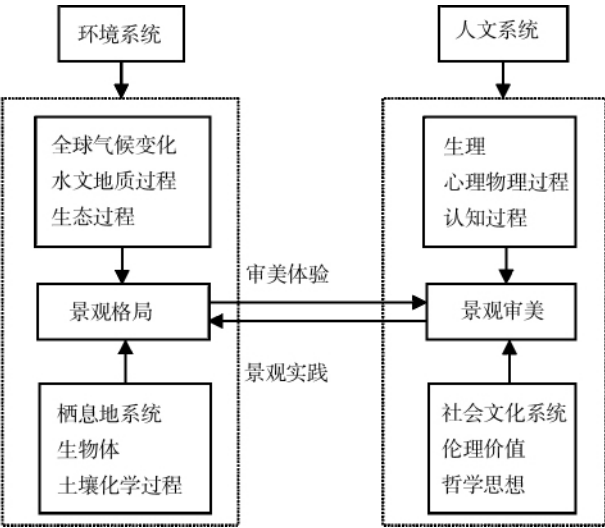 环境系统
人文系统
全球气候变化
水文地质过程
生态过程
生理
心理物理过程
认知过程
审美体验
景观格局
景观审美
景观实践
栖息地系统
生物体
土壤化学过程
社会文化系统
伦理价值
哲学思想